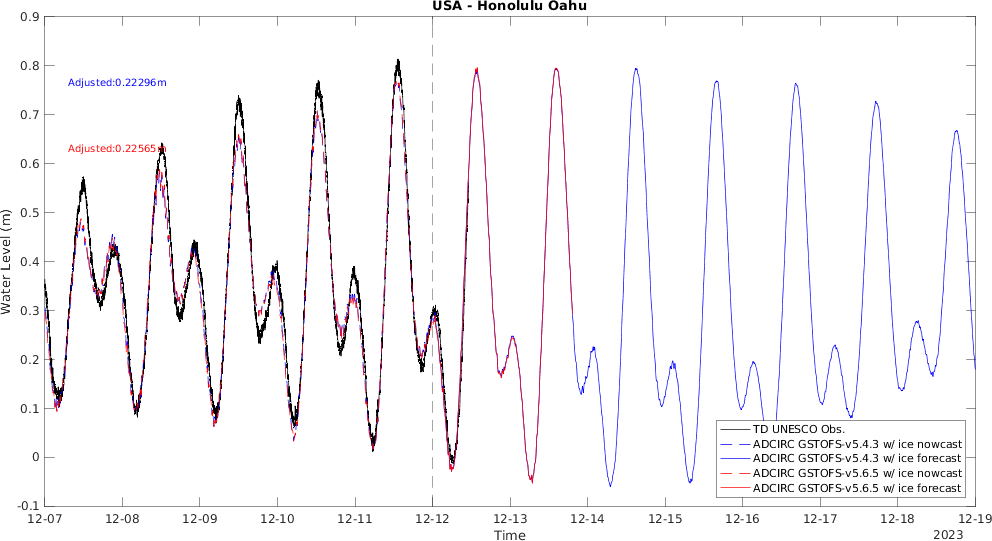 USA - Honolulu Oahu
0.9
0.8
0.7
0.6
0.5
0.4
0.3
0.2
0.1
0
-0.1
Water Level (m)
Adjusted:0.22296m
Adjusted:0.22565m
TD UNESCO Obs.
ADCIRC GSTOFS-v5.4.3 w/ ice nowcast
ADCIRC GSTOFS-v5.4.3 w/ ice forecast
ADCIRC GSTOFS-v5.6.5 w/ ice nowcast
ADCIRC GSTOFS-v5.6.5 w/ ice forecast
12-07 12-08 12-09 12-10 12-11 12-12 12-13 12-14 12-15 12-16 12-17 12-18 12-19
Time
2023